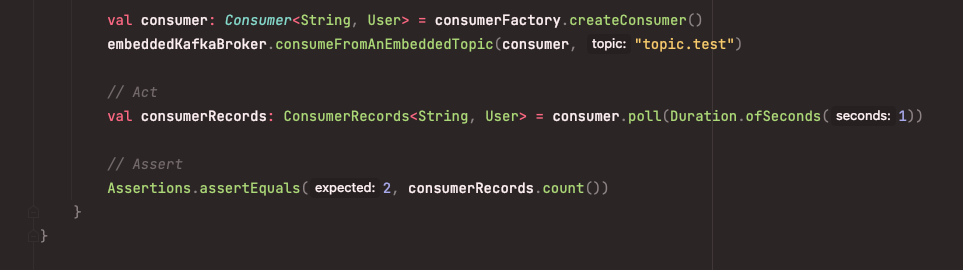 val consumer: Consumer<String, User> = consumerFactory.createConsumer()
embeddedKafkaBroker.consumeFromAnEmbeddedTopic(consumer, topic: "topic.test")
// Act
val consumerRecords: ConsumerRecords<String, User> = consumer.poll(Duration.ofSeconds( seconds: 1))
// Assert
Assertions.assertEquals( expected: 2, consumerRecords.count())
}
}